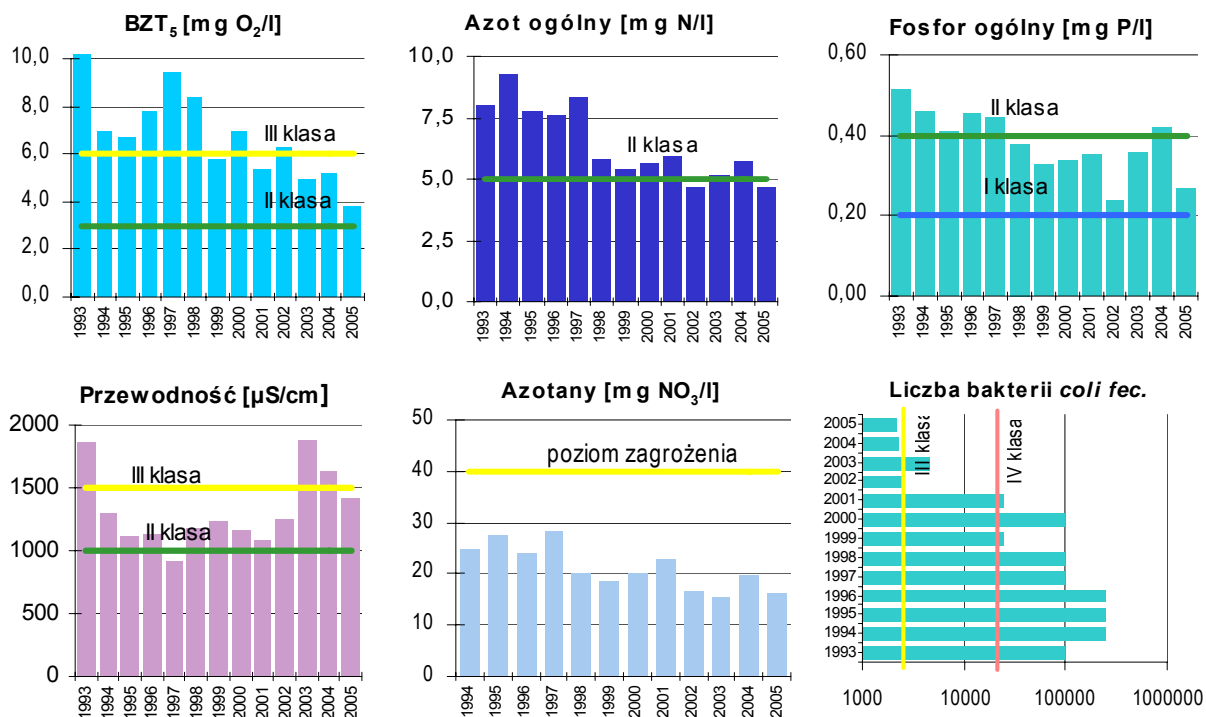 BZT₅ [mg O₂/l]
10,0
8,0
6,0
4,0
2,0
0,0
III klasa
II klasa
1993 1994 1995 1996 1997 1998 1999 2000 2001 2002 2003 2004 2005
Azot ogólny [mg N/l]
10,0
7,5
5,0
2,5
0,0
II klasa
1993 1994 1995 1996 1997 1998 1999 2000 2001 2002 2003 2004 2005
Fosfor ogólny [mg P/l]
0,60
0,40
0,20
0,00
II klasa
I klasa
1993 1994 1995 1996 1997 1998 1999 2000 2001 2002 2003 2004 2005
Przewodność [µS/cm]
2000
1500
1000
500
0
III klasa
II klasa
1993 1994 1995 1996 1997 1998 1999 2000 2001 2002 2003 2004 2005
Azotany [mg NO₃/l]
50
40
30
20
10
0
poziom zagrożenia
1994 1995 1996 1997 1998 1999 2000 2001 2002 2003 2004 2005
Liczba bakterii coli fec.
2005
2004
2003
2002
2001
2000
1999
1998
1997
1996
1995
1994
1993
III klasa
IV klasa
1000 10000 100000 1000000